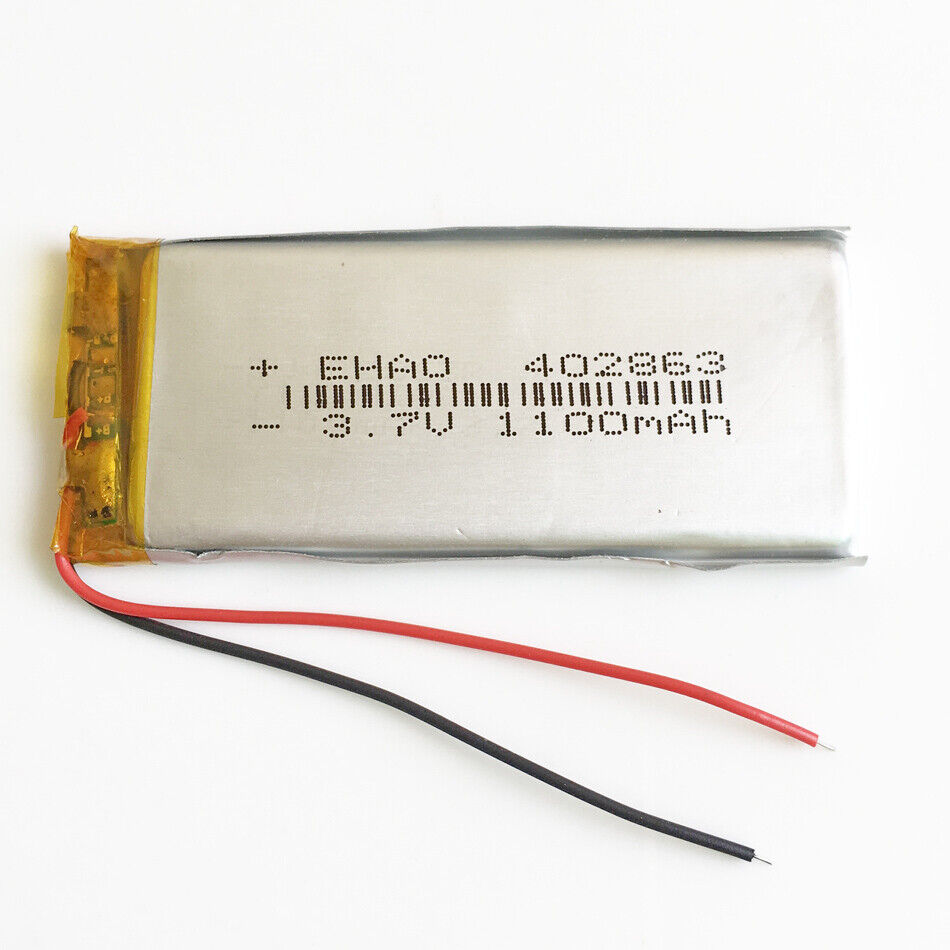 + EHAO 402863
- 3.7V 1100mAh